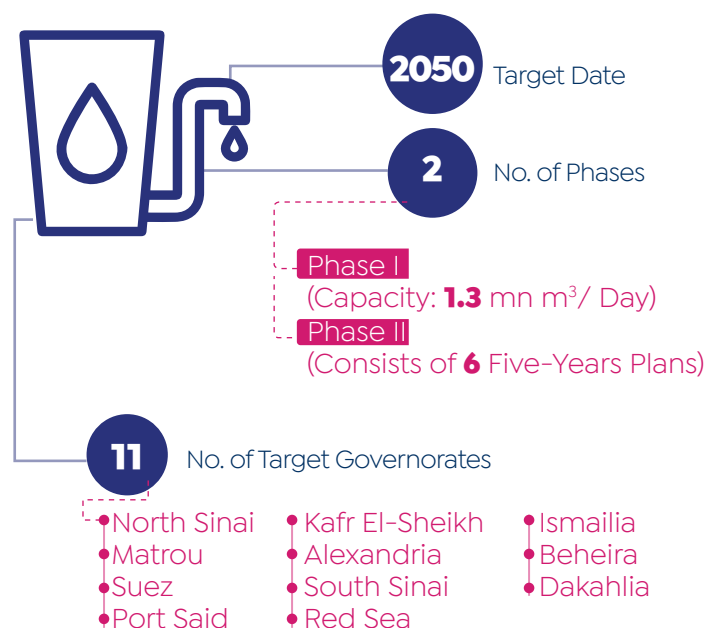 2050 Target Date
2 No. of Phases
Phase I
(Capacity: 1.3 mn m³/ Day)
Phase II
(Consists of 6 Five-Years Plans)
11 No. of Target Governorates
North Sinai
Matrou
Suez
Port Said
Kafr El-Sheikh
Alexandria
South Sinai
Red Sea
Ismailia
Beheira
Dakahlia